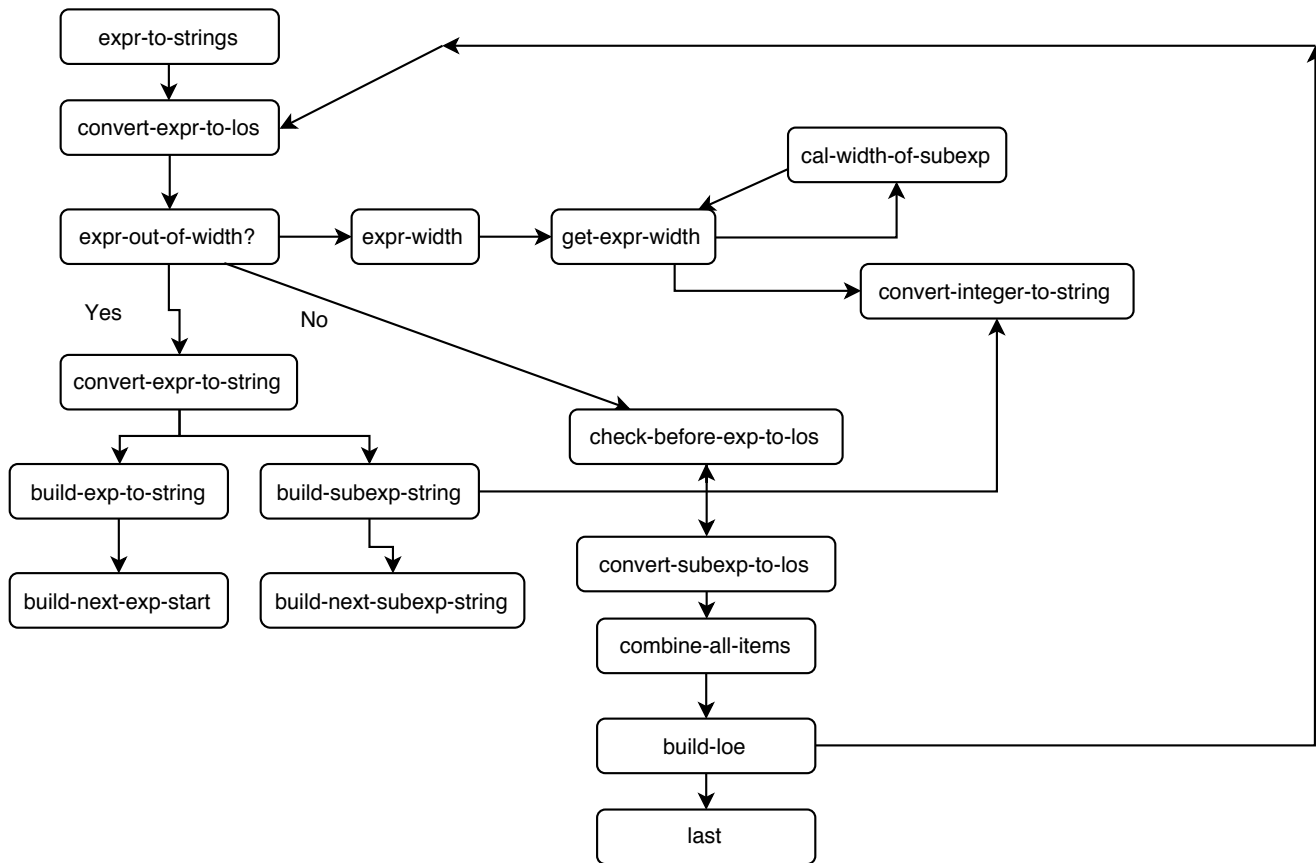 expr-to-strings
convert-expr-to-los
cal-width-of-subexp
expr-out-of-width?
expr-width
get-expr-width
convert-integer-to-string
Yes
No
convert-expr-to-string
check-before-exp-to-los
build-exp-to-string
build-subexp-string
convert-subexp-to-los
build-next-exp-start
build-next-subexp-string
combine-all-items
build-loe
last